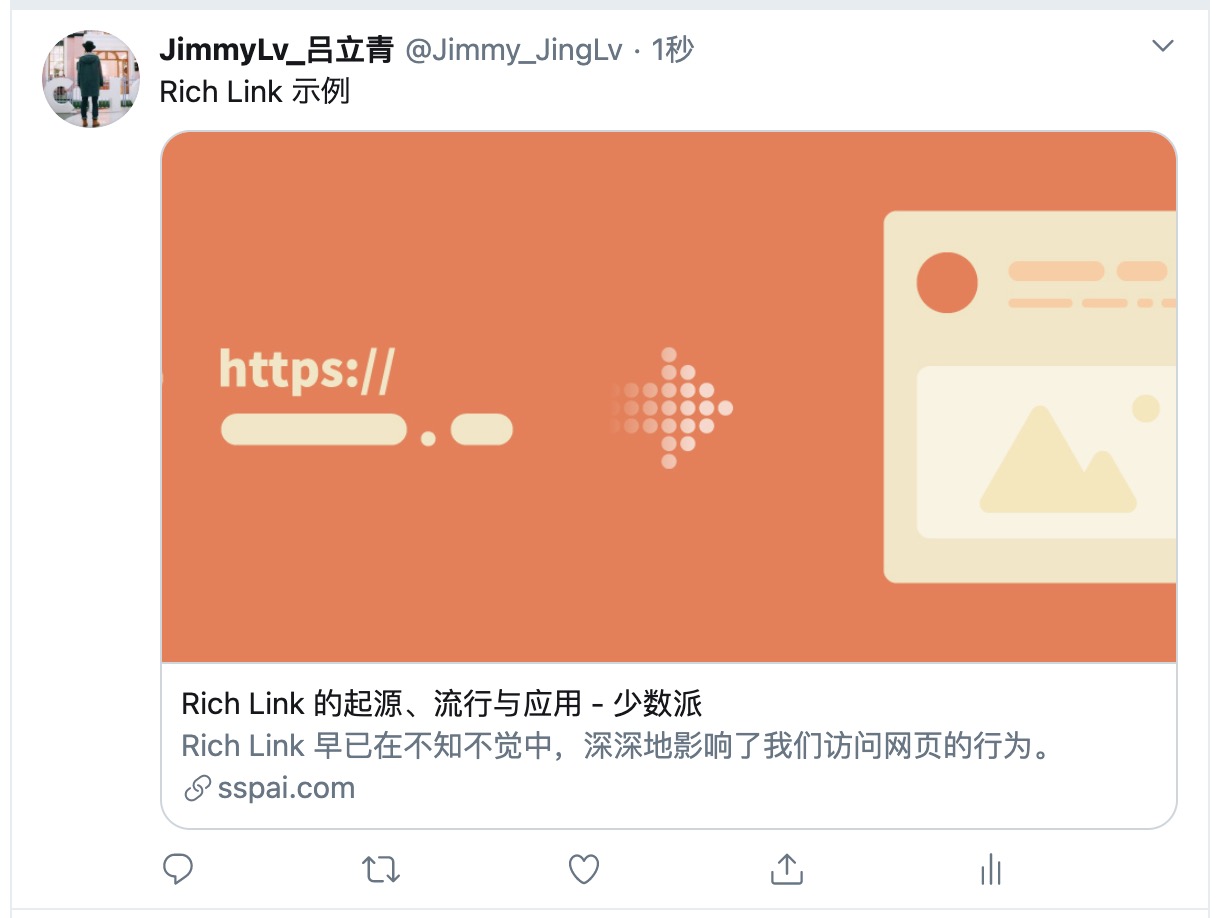 JimmyLv_吕立青 @Jimmy_JingLv · 1秒
Rich Link 示例
https://
Rich Link 的起源、流行与应用 - 少数派
Rich Link 早已在不知不觉中，深深地影响了我们访问网页的行为。
sspai.com